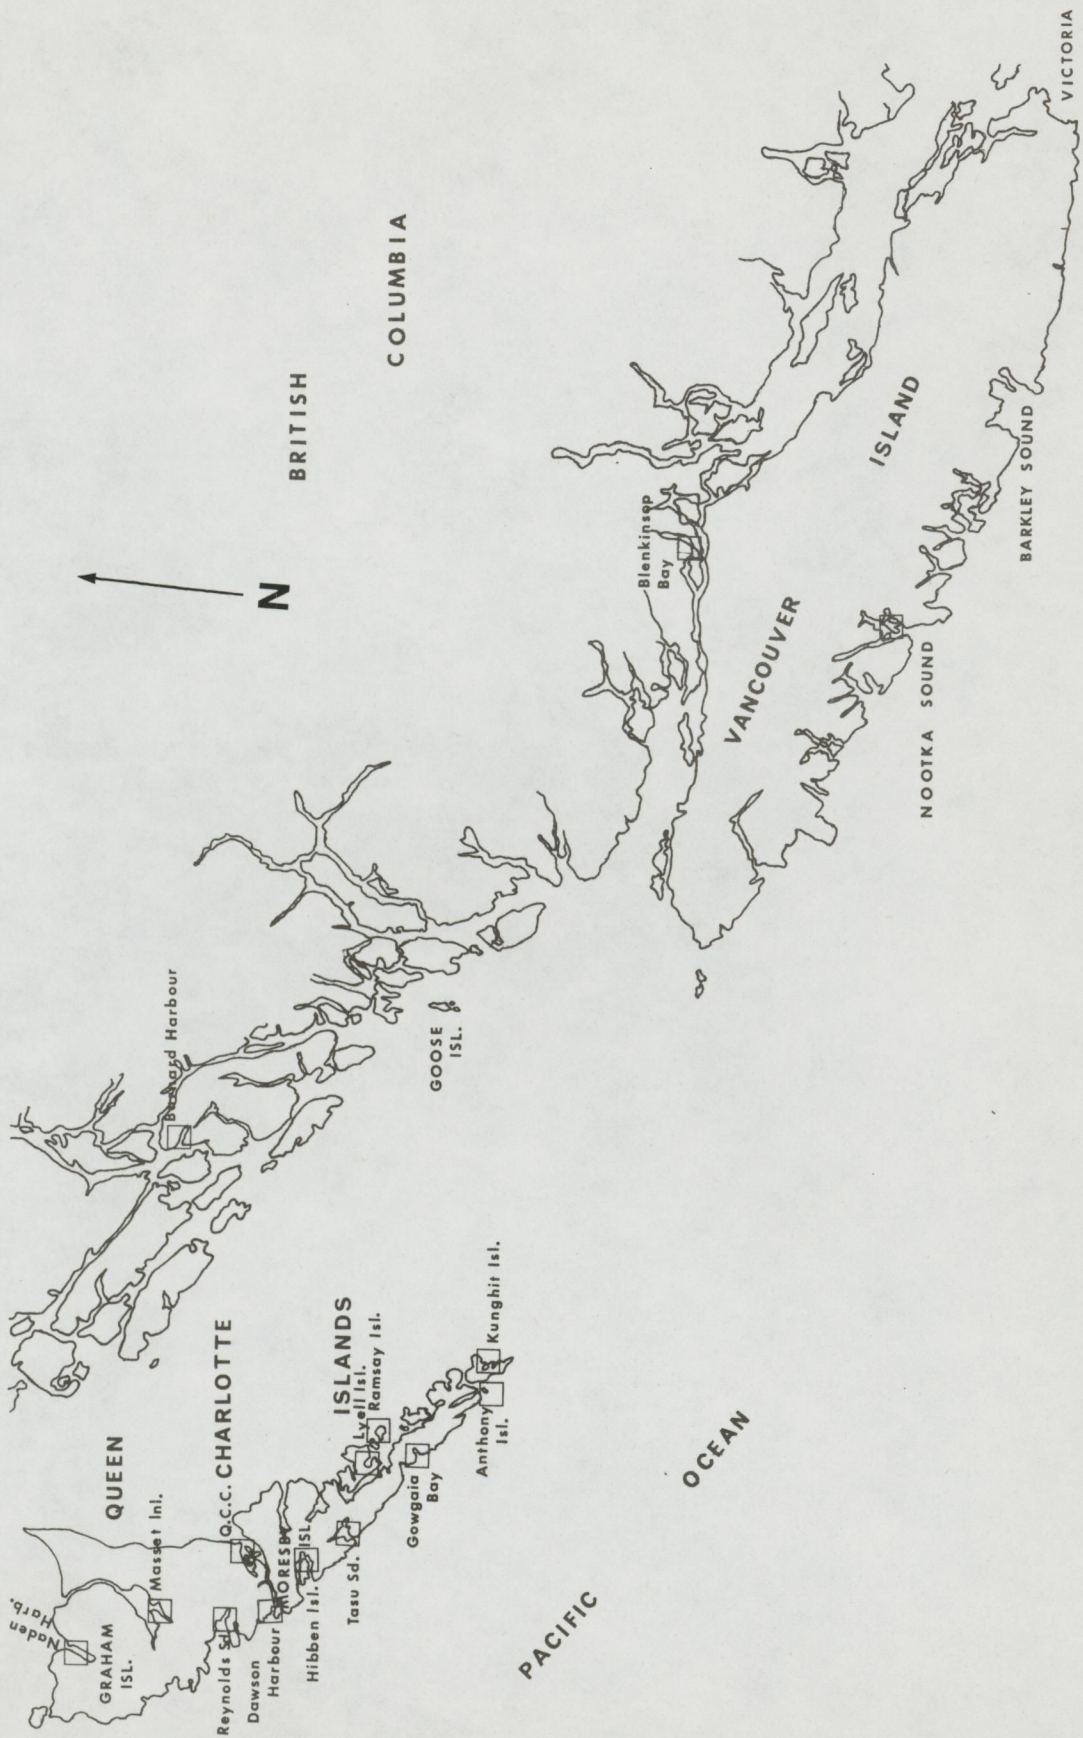 N
BRITISH
COLUMBIA
QUEEN
CHARLOTTE
ISLANDS
Naden
Harb.
GRAHAM
ISL.
Masset Inl.
Reynolds Sd.
Q.C.C.
Dawson
Harbour
MORESBY
ISL.
Hibben Isl.
Tasu Sd.
Lyell Isl.
Ramsay Isl.
Gowgaia
Bay
Anthony
Isl.
Kunghit Isl.
Barnard Harbour
GOOSE
ISL.
Blenkinsop
Bay
VANCOUVER
ISLAND
NOOTKA SOUND
BARKLEY SOUND
VICTORIA
PACIFIC
OCEAN